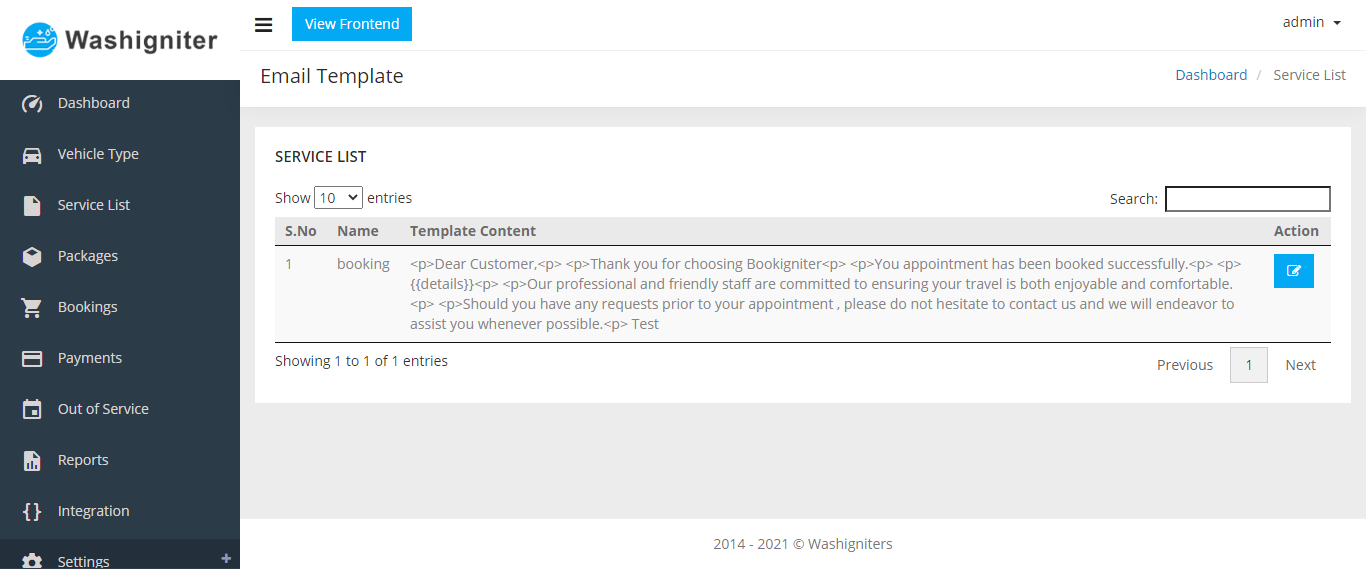 Washigniter
View Frontend
admin
Email Template
Dashboard / Service List
Dashboard
Vehicle Type
Service List
Packages
Bookings
Payments
Out of Service
Reports
Integration
Settings +
SERVICE LIST
Show 10 entries
Search:
S.No Name Template Content Action
1 booking <p>Dear Customer,<p> <p>Thank you for choosing Bookigniter<p> <p>You appointment has been booked successfully.<p> <p>
{{details}}<p> <p>Our professional and friendly staff are committed to ensuring your travel is both enjoyable and comfortable.
<p> <p>Should you have any requests prior to your appointment , please do not hesitate to contact us and we will endeavor to
assist you whenever possible.<p> Test
Showing 1 to 1 of 1 entries
Previous 1 Next
2014 - 2021 © Washigniters